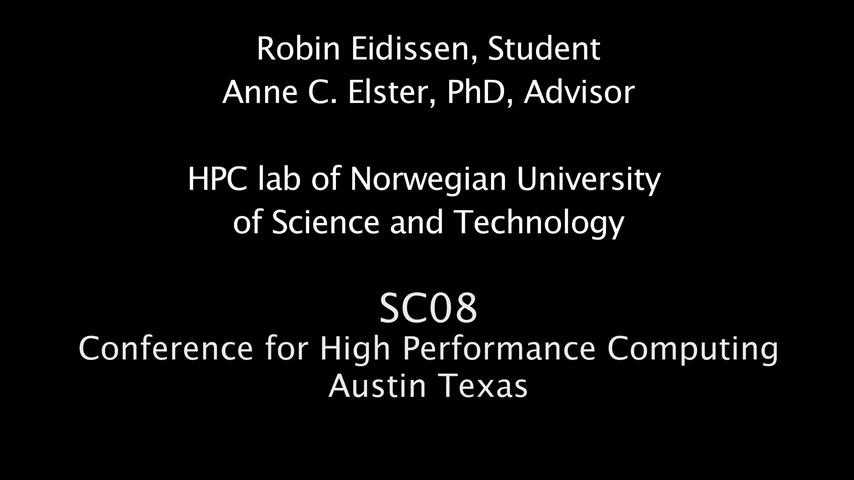 Robin Eidissen, Student
Anne C. Elster, PhD, Advisor
HPC lab of Norwegian University
of Science and Technology
SC08
Conference for High Performance Computing
Austin Texas